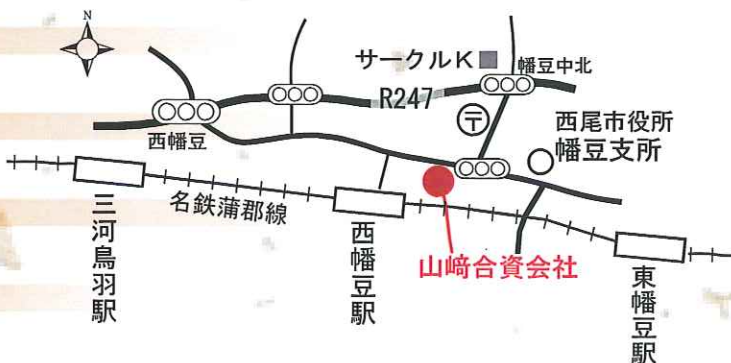 N
サークルK
幡豆中北
R247
〒
西尾市役所
幡豆支所
西幡豆
名鉄蒲郡線
三河鳥羽駅
西幡豆駅
山﨑合資会社
東幡豆駅